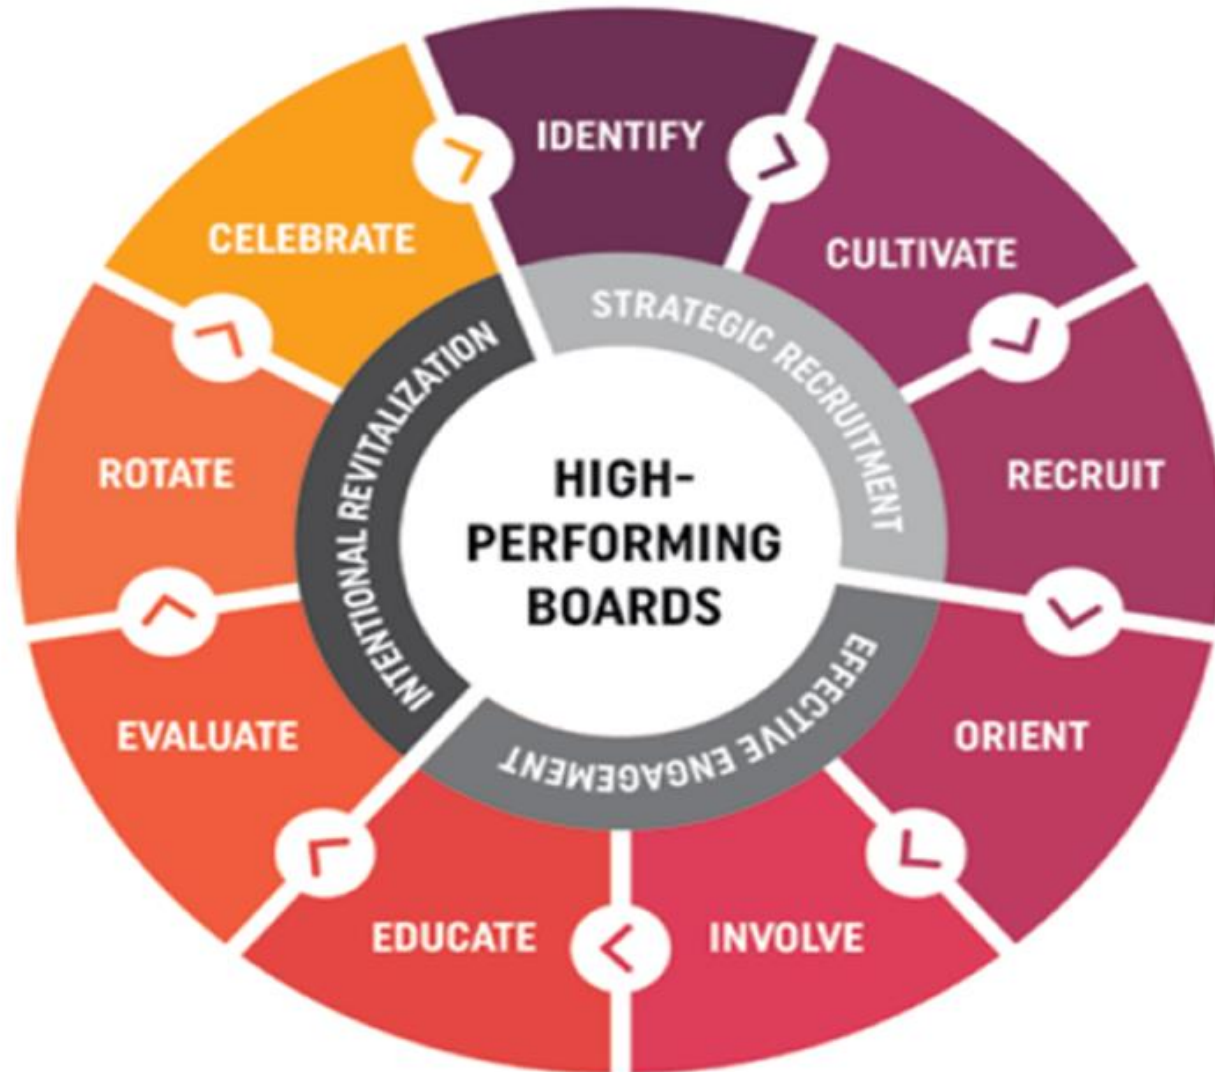 IDENTIFY
CULTIVATE
RECRUIT
ORIENT
INVOLVE
EDUCATE
EVALUATE
ROTATE
CELEBRATE
STRATEGIC RECRUITMENT
EFFECTIVE ENGAGEMENT
INTENTIONAL REVITALIZATION
HIGH-
PERFORMING
BOARDS